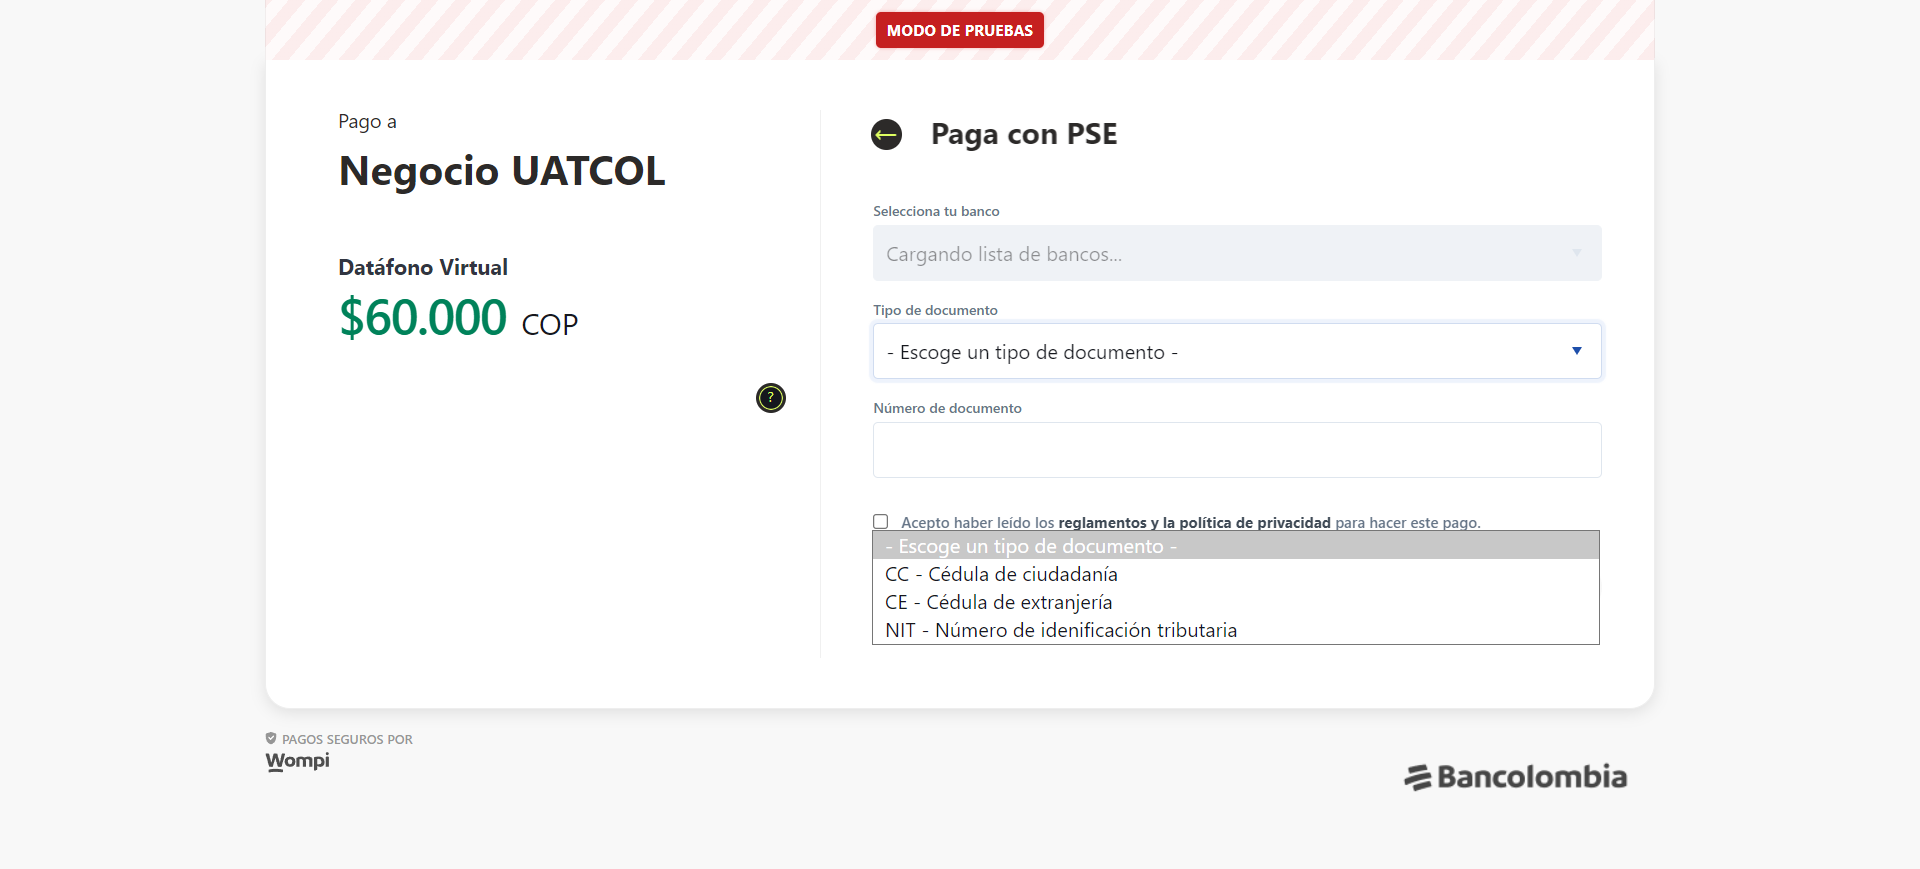 MODO DE PRUEBAS
Pago a
Negocio UATCOL
Datáfono Virtual
$60.000 COP
?
Paga con PSE
Selecciona tu banco
Cargando lista de bancos...
Tipo de documento
- Escoge un tipo de documento -
Número de documento
Acepto haber leído los reglamentos y la política de privacidad para hacer este pago.
- Escoge un tipo de documento -
CC - Cédula de ciudadanía
CE - Cédula de extranjería
NIT - Número de idenificación tributaria
PAGOS SEGUROS POR
Wompi
Bancolombia